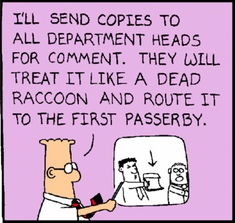 I'LL SEND COPIES TO
ALL DEPARTMENT HEADS
FOR COMMENT. THEY WILL
TREAT IT LIKE A DEAD
RACCOON AND ROUTE IT
TO THE FIRST PASSERBY.